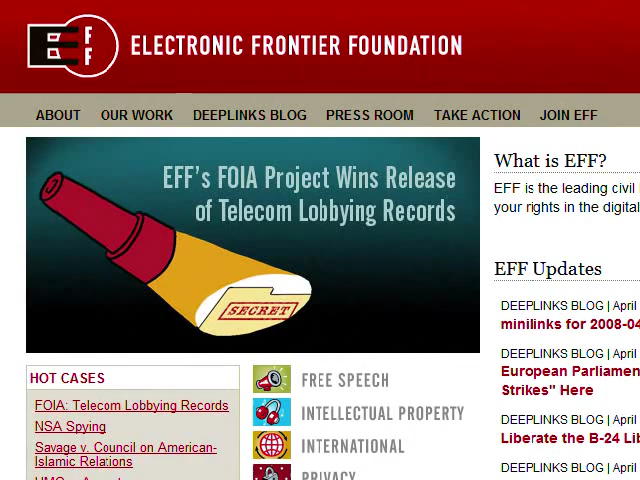 EFF
ELECTRONIC FRONTIER FOUNDATION
ABOUT OUR WORK DEEPLINKS BLOG PRESS ROOM TAKE ACTION JOIN EFF
EFF's FOIA Project Wins Release
of Telecom Lobbying Records
SECRET
What is EFF?
EFF is the leading civil
your rights in the digital
EFF Updates
DEEPLINKS BLOG | April
minilinks for 2008-04
DEEPLINKS BLOG | April
European Parliamen
Strikes" Here
DEEPLINKS BLOG | April
Liberate the B-24 Lib
DEEPLINKS BLOG | April
HOT CASES
FOIA: Telecom Lobbying Records
NSA Spying
Savage v. Council on American-
Islamic Relations
FREE SPEECH
INTELLECTUAL PROPERTY
INTERNATIONAL
PRIVACY